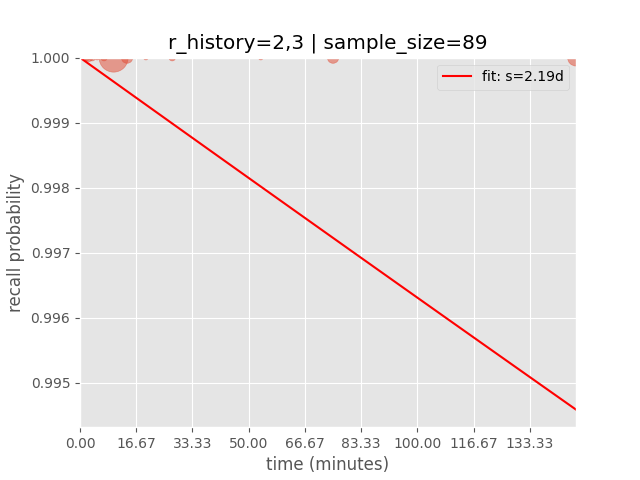 r_history=2,3 | sample_size=89
fit: s=2.19d
recall probability
1.000
0.999
0.998
0.997
0.996
0.995
0.00 16.67 33.33 50.00 66.67 83.33 100.00 116.67 133.33
time (minutes)